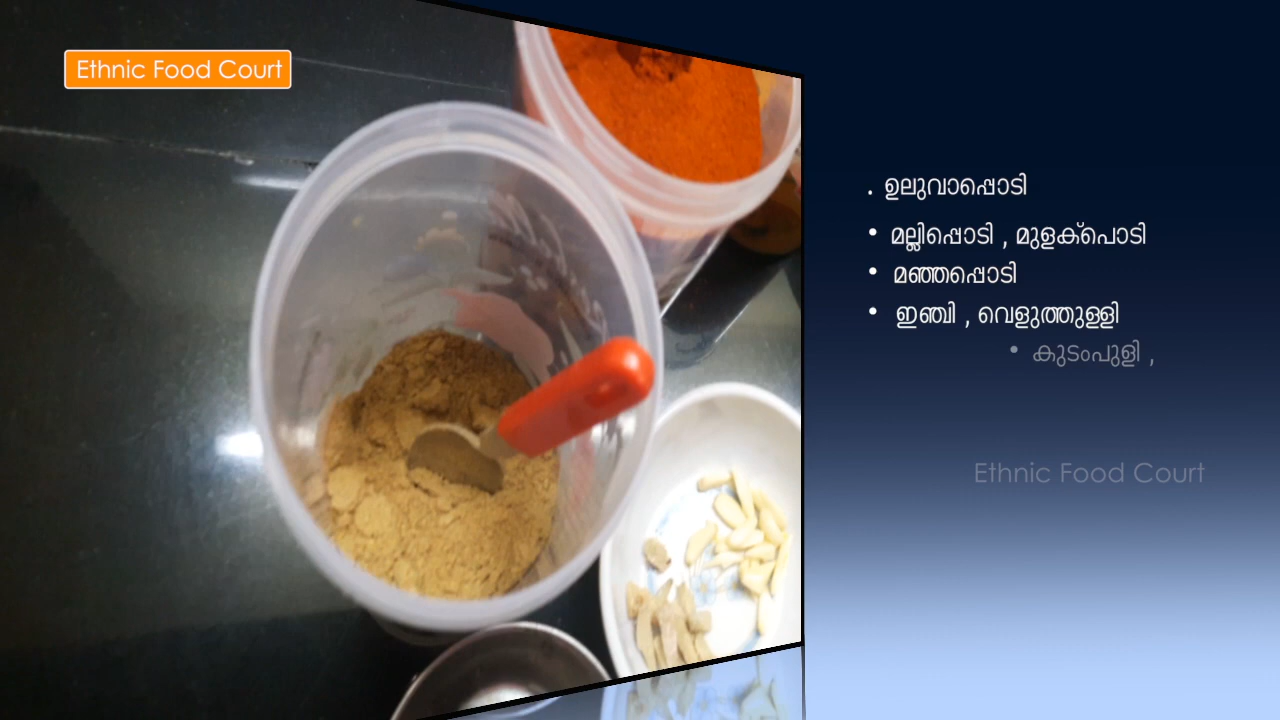 Ethnic Food Court
. ഉലുവാപ്പൊടി
• മല്ലിപ്പൊടി , മുളക്പൊടി
• മഞ്ഞപ്പൊടി
• ഇഞ്ചി , വെളുത്തുള്ളി
• കുടംപുളി ,
Ethnic Food Court